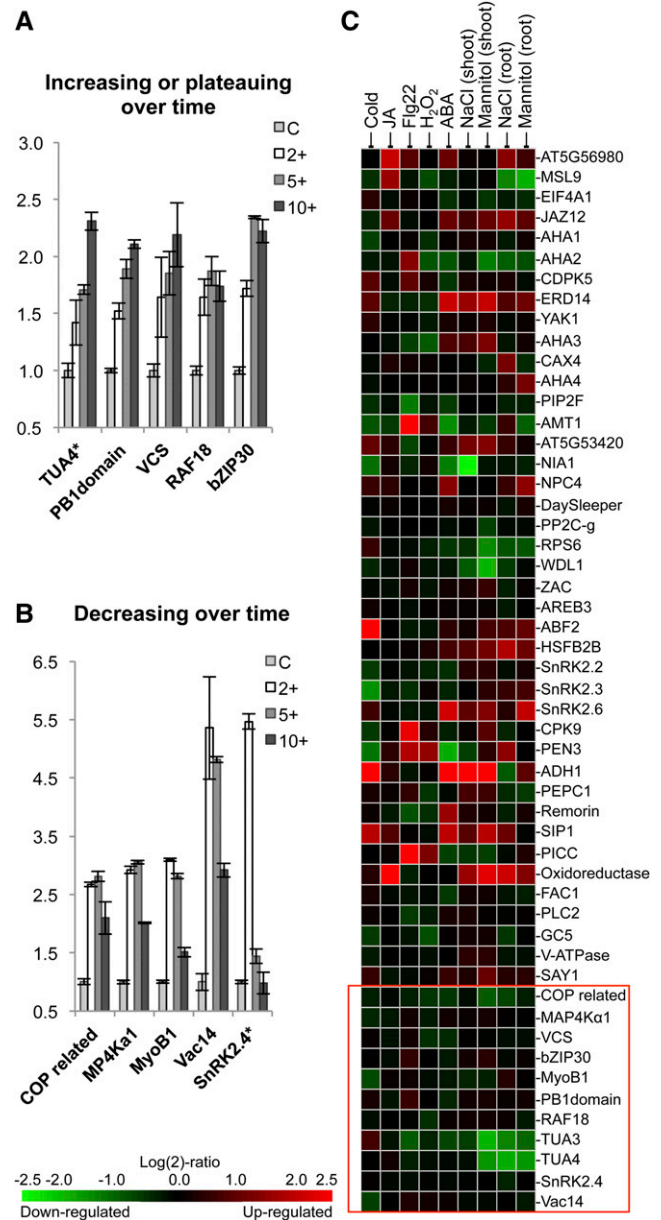 A
Increasing or plateauing
over time
C
2+
5+
10+
3.0
2.5
2.0
1.5
1.0
0.5
TUA4*
PB1domain
VCS
RAF18
bZIP30
B
Decreasing over time
C
2+
5+
10+
6.5
5.5
4.5
3.5
2.5
1.5
0.5
COP related
MP4Ka1
MyoB1
Vac14
SnRK2.4*
Log(2)-ratio
-2.5 -2.0 -1.0 0.0 1.0 2.0 2.5
Down-regulated Up-regulated
C
Cold
JA
Flg22
H2O2
ABA
NaCl (shoot)
Mannitol (shoot)
NaCl (root)
Mannitol (root)
-AT5G56980
-MSL9
-EIF4A1
-JAZ12
-AHA1
-AHA2
-CDPK5
-ERD14
-YAK1
-AHA3
-CAX4
-AHA4
-PIP2F
-AMT1
-AT5G53420
-NIA1
-NPC4
-DaySleeper
-PP2C-g
-RPS6
-WDL1
-ZAC
-AREB3
-ABF2
-HSFB2B
-SnRK2.2
-SnRK2.3
-SnRK2.6
-CPK9
-PEN3
-ADH1
-PEPC1
-Remorin
-SIP1
-PICC
-Oxidoreductase
-FAC1
-PLC2
-GC5
-V-ATPase
-SAY1
-COP related
-MAP4Kα1
-VCS
-bZIP30
-MyoB1
-PB1domain
-RAF18
-TUA3
-TUA4
-SnRK2.4
-Vac14